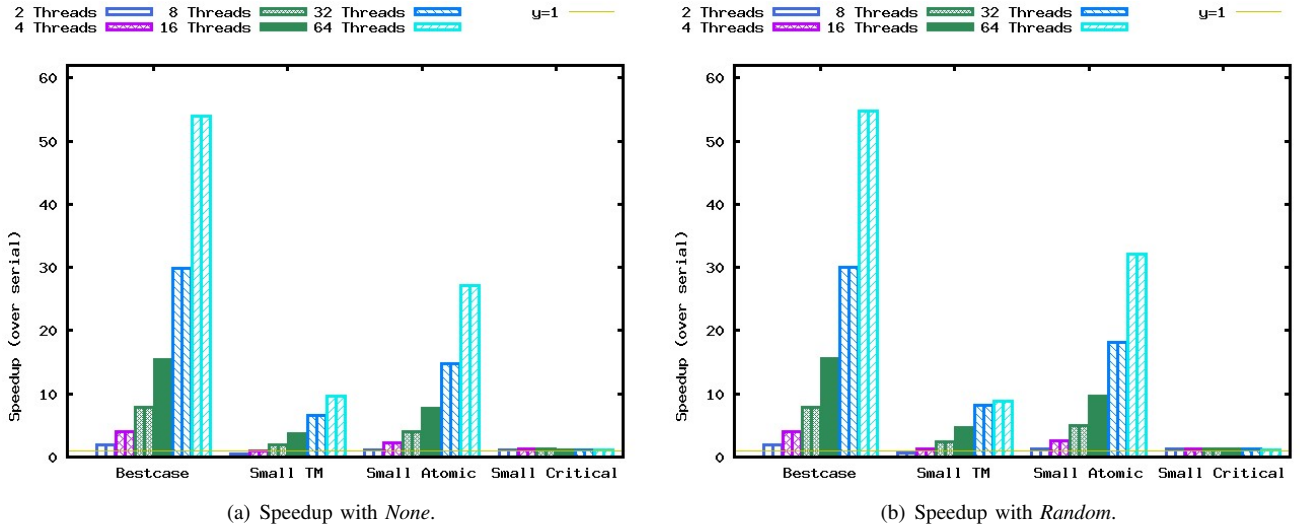 2 Threads 8 Threads 32 Threads y=1
4 Threads 16 Threads 64 Threads
60
50
40
30
20
10
0
Speedup (over serial)
Bestcase Small TM Small Atomic Small Critical
(a) Speedup with None.
2 Threads 8 Threads 32 Threads y=1
4 Threads 16 Threads 64 Threads
60
50
40
30
20
10
0
Speedup (over serial)
Bestcase Small TM Small Atomic Small Critical
(b) Speedup with Random.